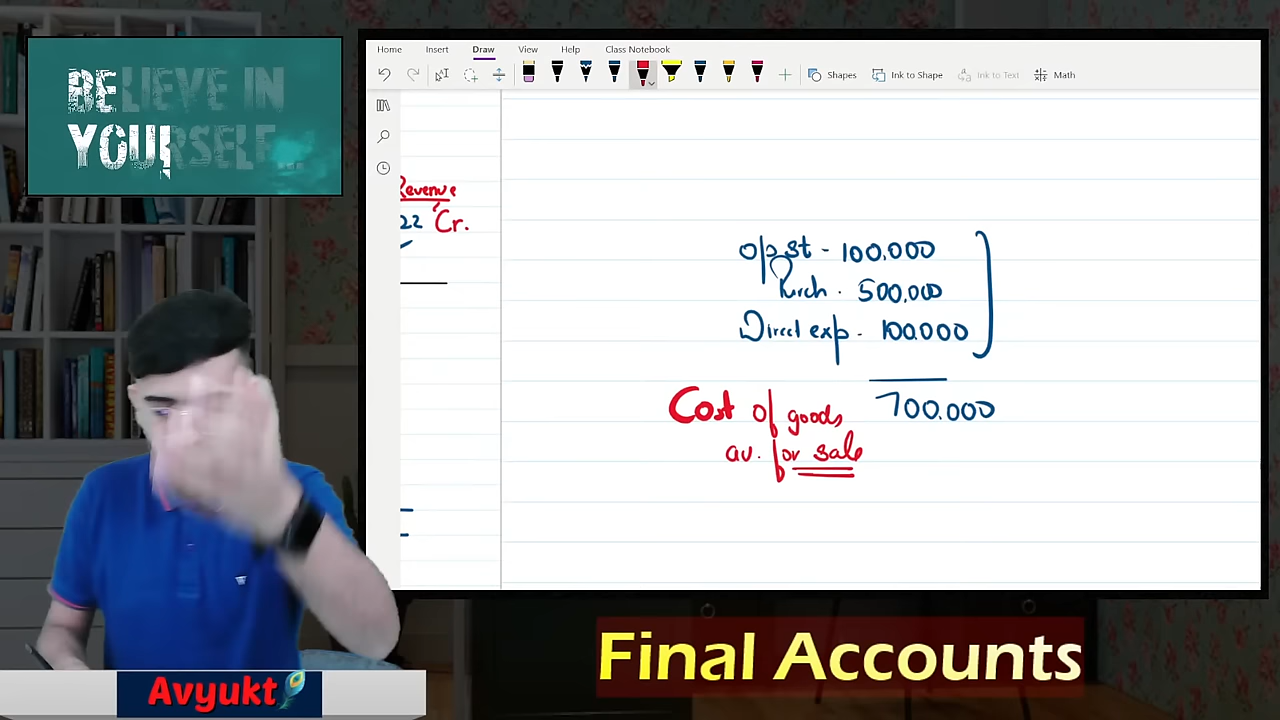 BELIEVE IN
YOURSELF...
Home Insert Draw View Help Class Notebook
Shapes Ink to Shape Ink to Text Math
Revenue
22 Cr.
Op st - 100.000
Purch. 500.000
Direct exp. 100.000
700.000
Cost of goods
av. for sale
Final Accounts
Avyukt